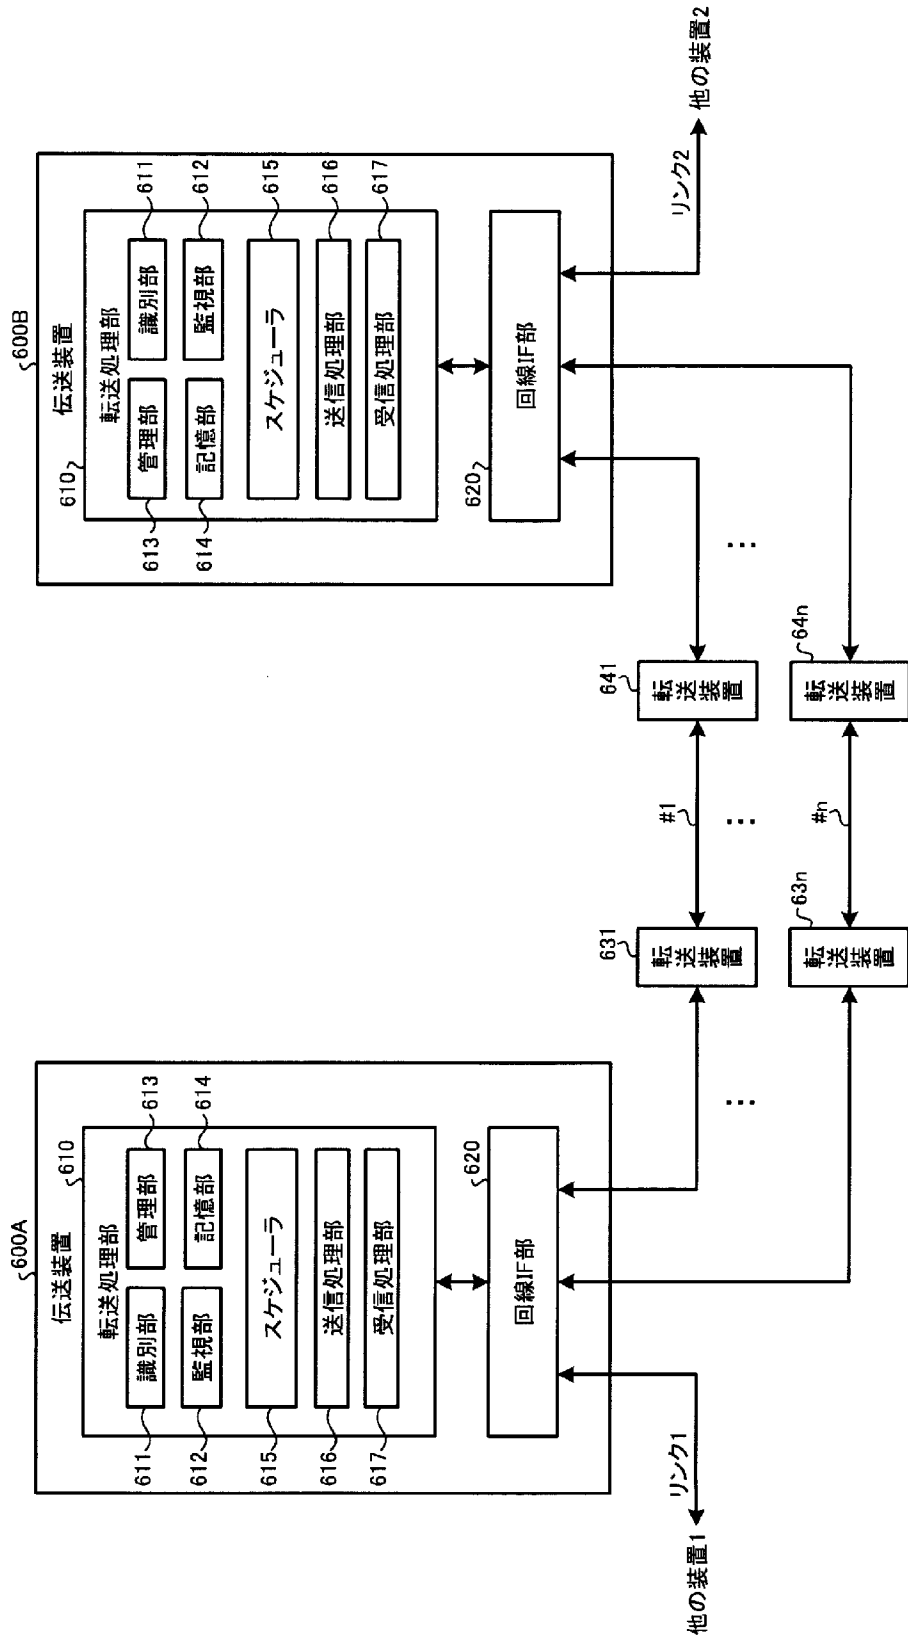 600A
伝送装置
610
転送処理部
識別部
管理部
611
613
監視部
記憶部
612
614
スケジューラ
615
送信処理部
616
受信処理部
617
620
回線IF部
リンク1
他の装置1
600B
伝送装置
610
転送処理部
管理部
識別部
613
611
記憶部
監視部
614
612
スケジューラ
615
送信処理部
616
受信処理部
617
620
回線IF部
リンク2
他の装置2
631
転送装置
#1
641
転送装置
63n
転送装置
#n
64n
転送装置
…
…
…